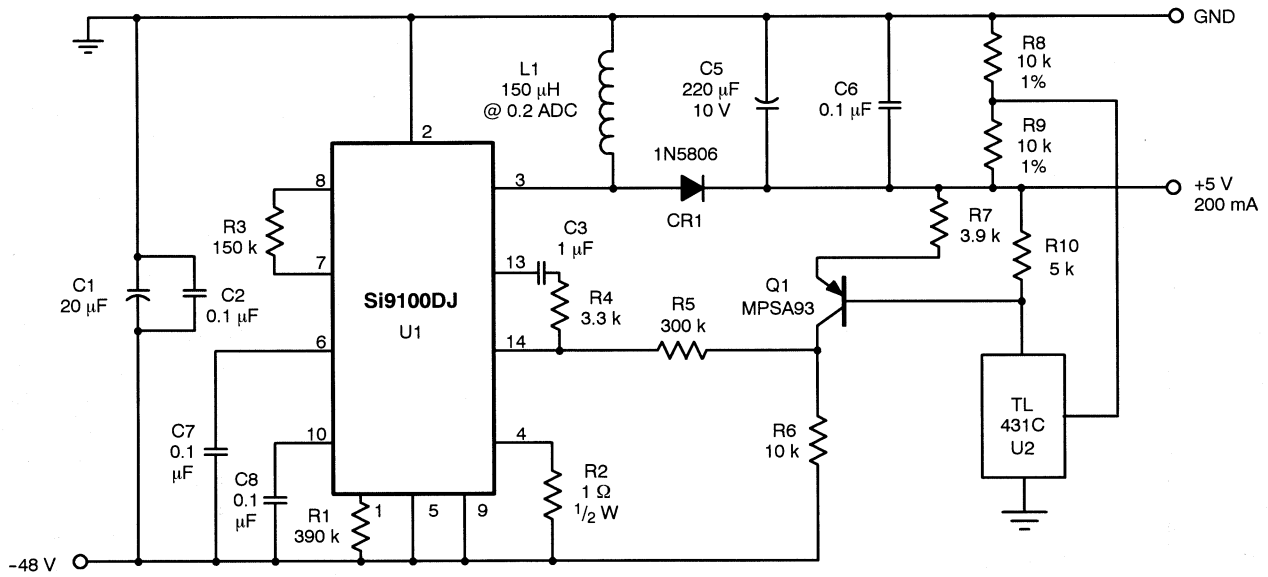 GND
R8
10 k
1%
L1
150 μH
@ 0.2 ADC
C5
220 μF
10 V
C6
0.1 μF
R9
10 k
1%
2
1N5806
CR1
8
3
+5 V
200 mA
R3
150 k
7
C3
1 μF
13
R7
3.9 k
R10
5 k
C1
20 μF
C2
0.1 μF
Si9100DJ
U1
R4
3.3 k
Q1
MPSA93
R5
300 k
6
14
TL
431C
U2
C7
0.1
μF
10
4
R6
10 k
C8
0.1
μF
R2
1 Ω
1/2 W
R1
390 k
1
5
9
–48 V